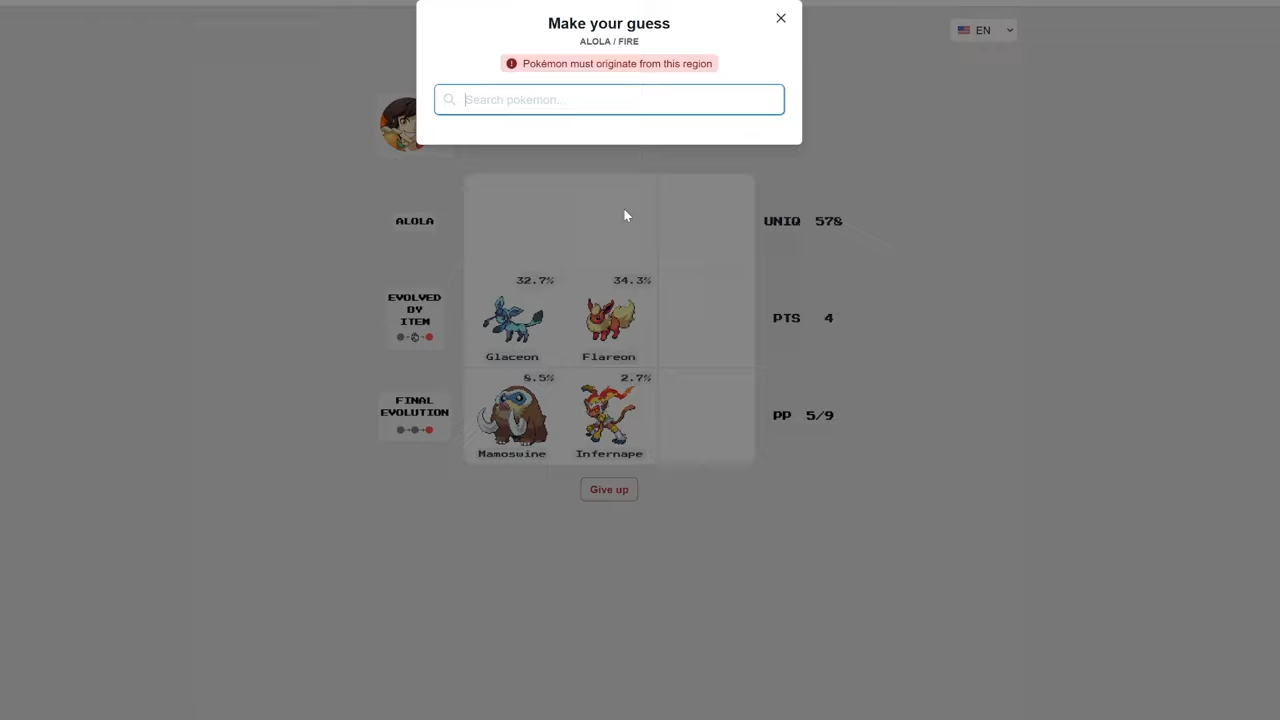 Make your guess
ALOLA / FIRE
Pokémon must originate from this region
Search pokemon...
EN
ALOLA
UNIQ 578
32.7%
34.3%
EVOLVED
BY
ITEM
Glaceon
Flareon
PTS 4
8.5%
2.7%
FINAL
EVOLUTION
Mamoswine
Infernape
PP 5/9
Give up